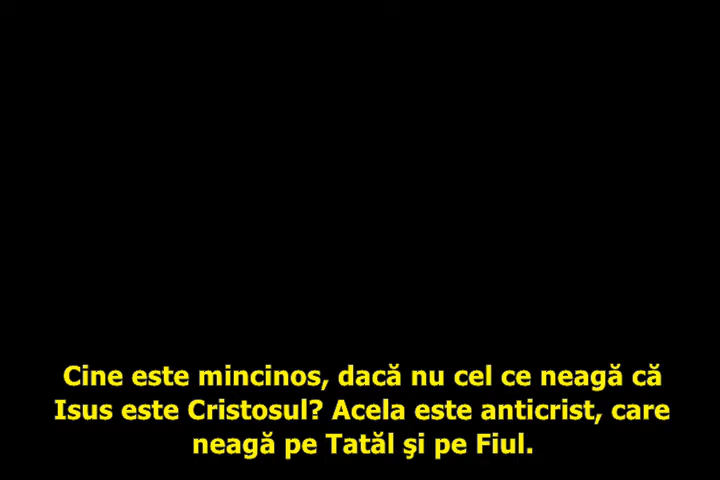 Cine este mincinos, dacă nu cel ce neagă că
Isus este Cristosul? Acela este anticrist, care
neagă pe Tatăl şi pe Fiul.